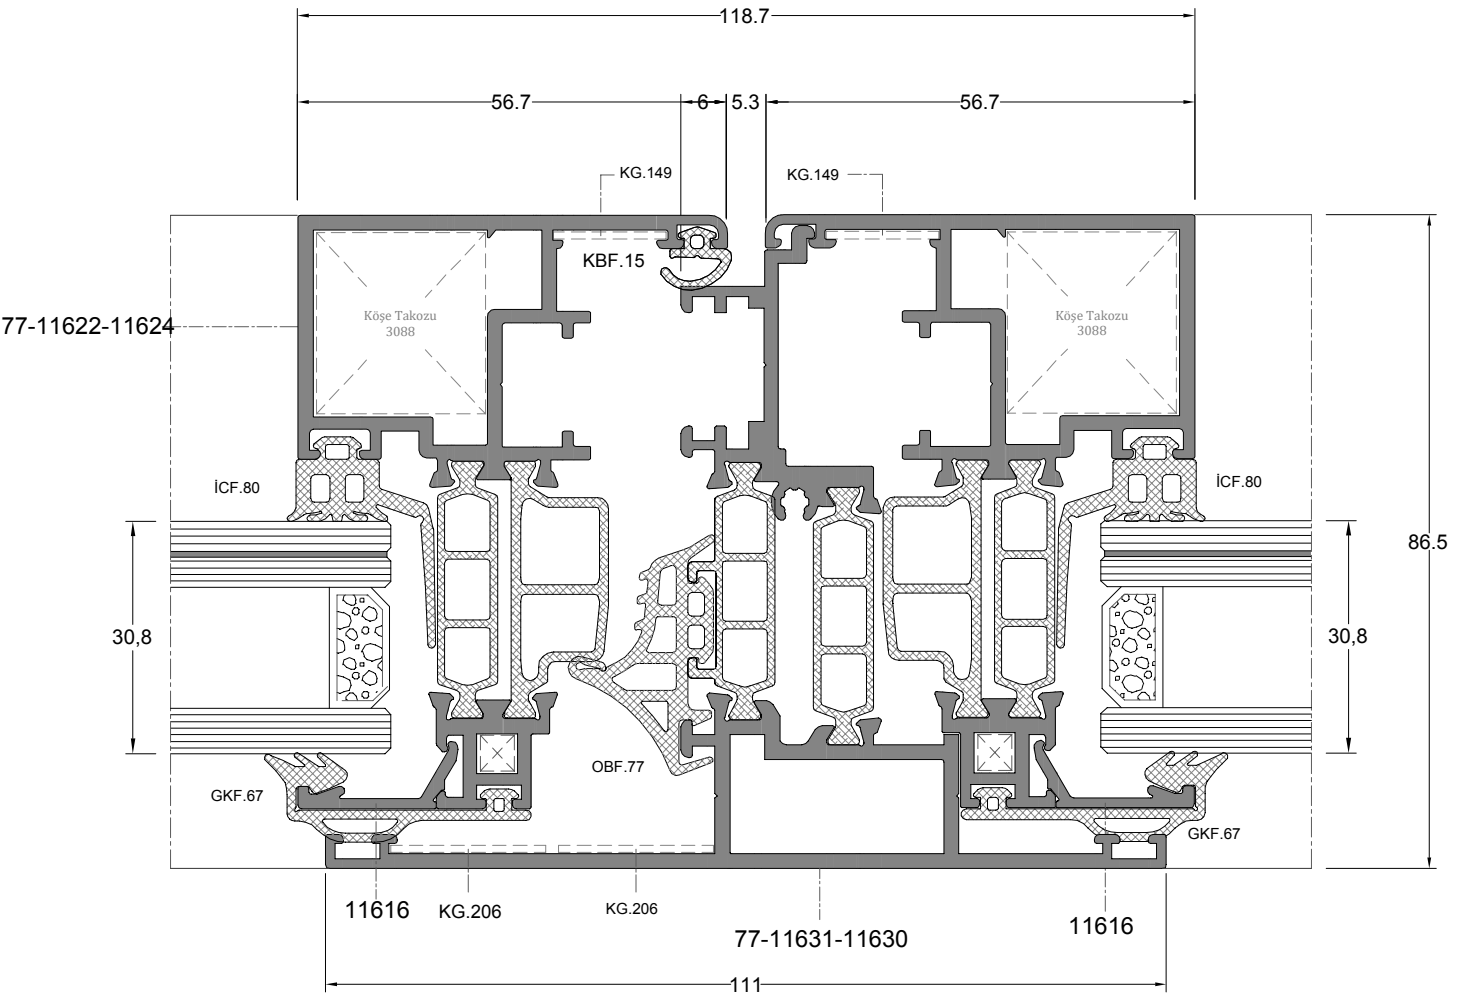 118.7
56.7
6
5.3
56.7
KG.149
KG.149
KBF.15
Köşe Takozu
3088
Köşe Takozu
3088
77-11622-11624
İCF.80
İCF.80
86.5
30,8
30,8
OBF.77
GKF.67
GKF.67
11616
KG.206
KG.206
11616
77-11631-11630
111